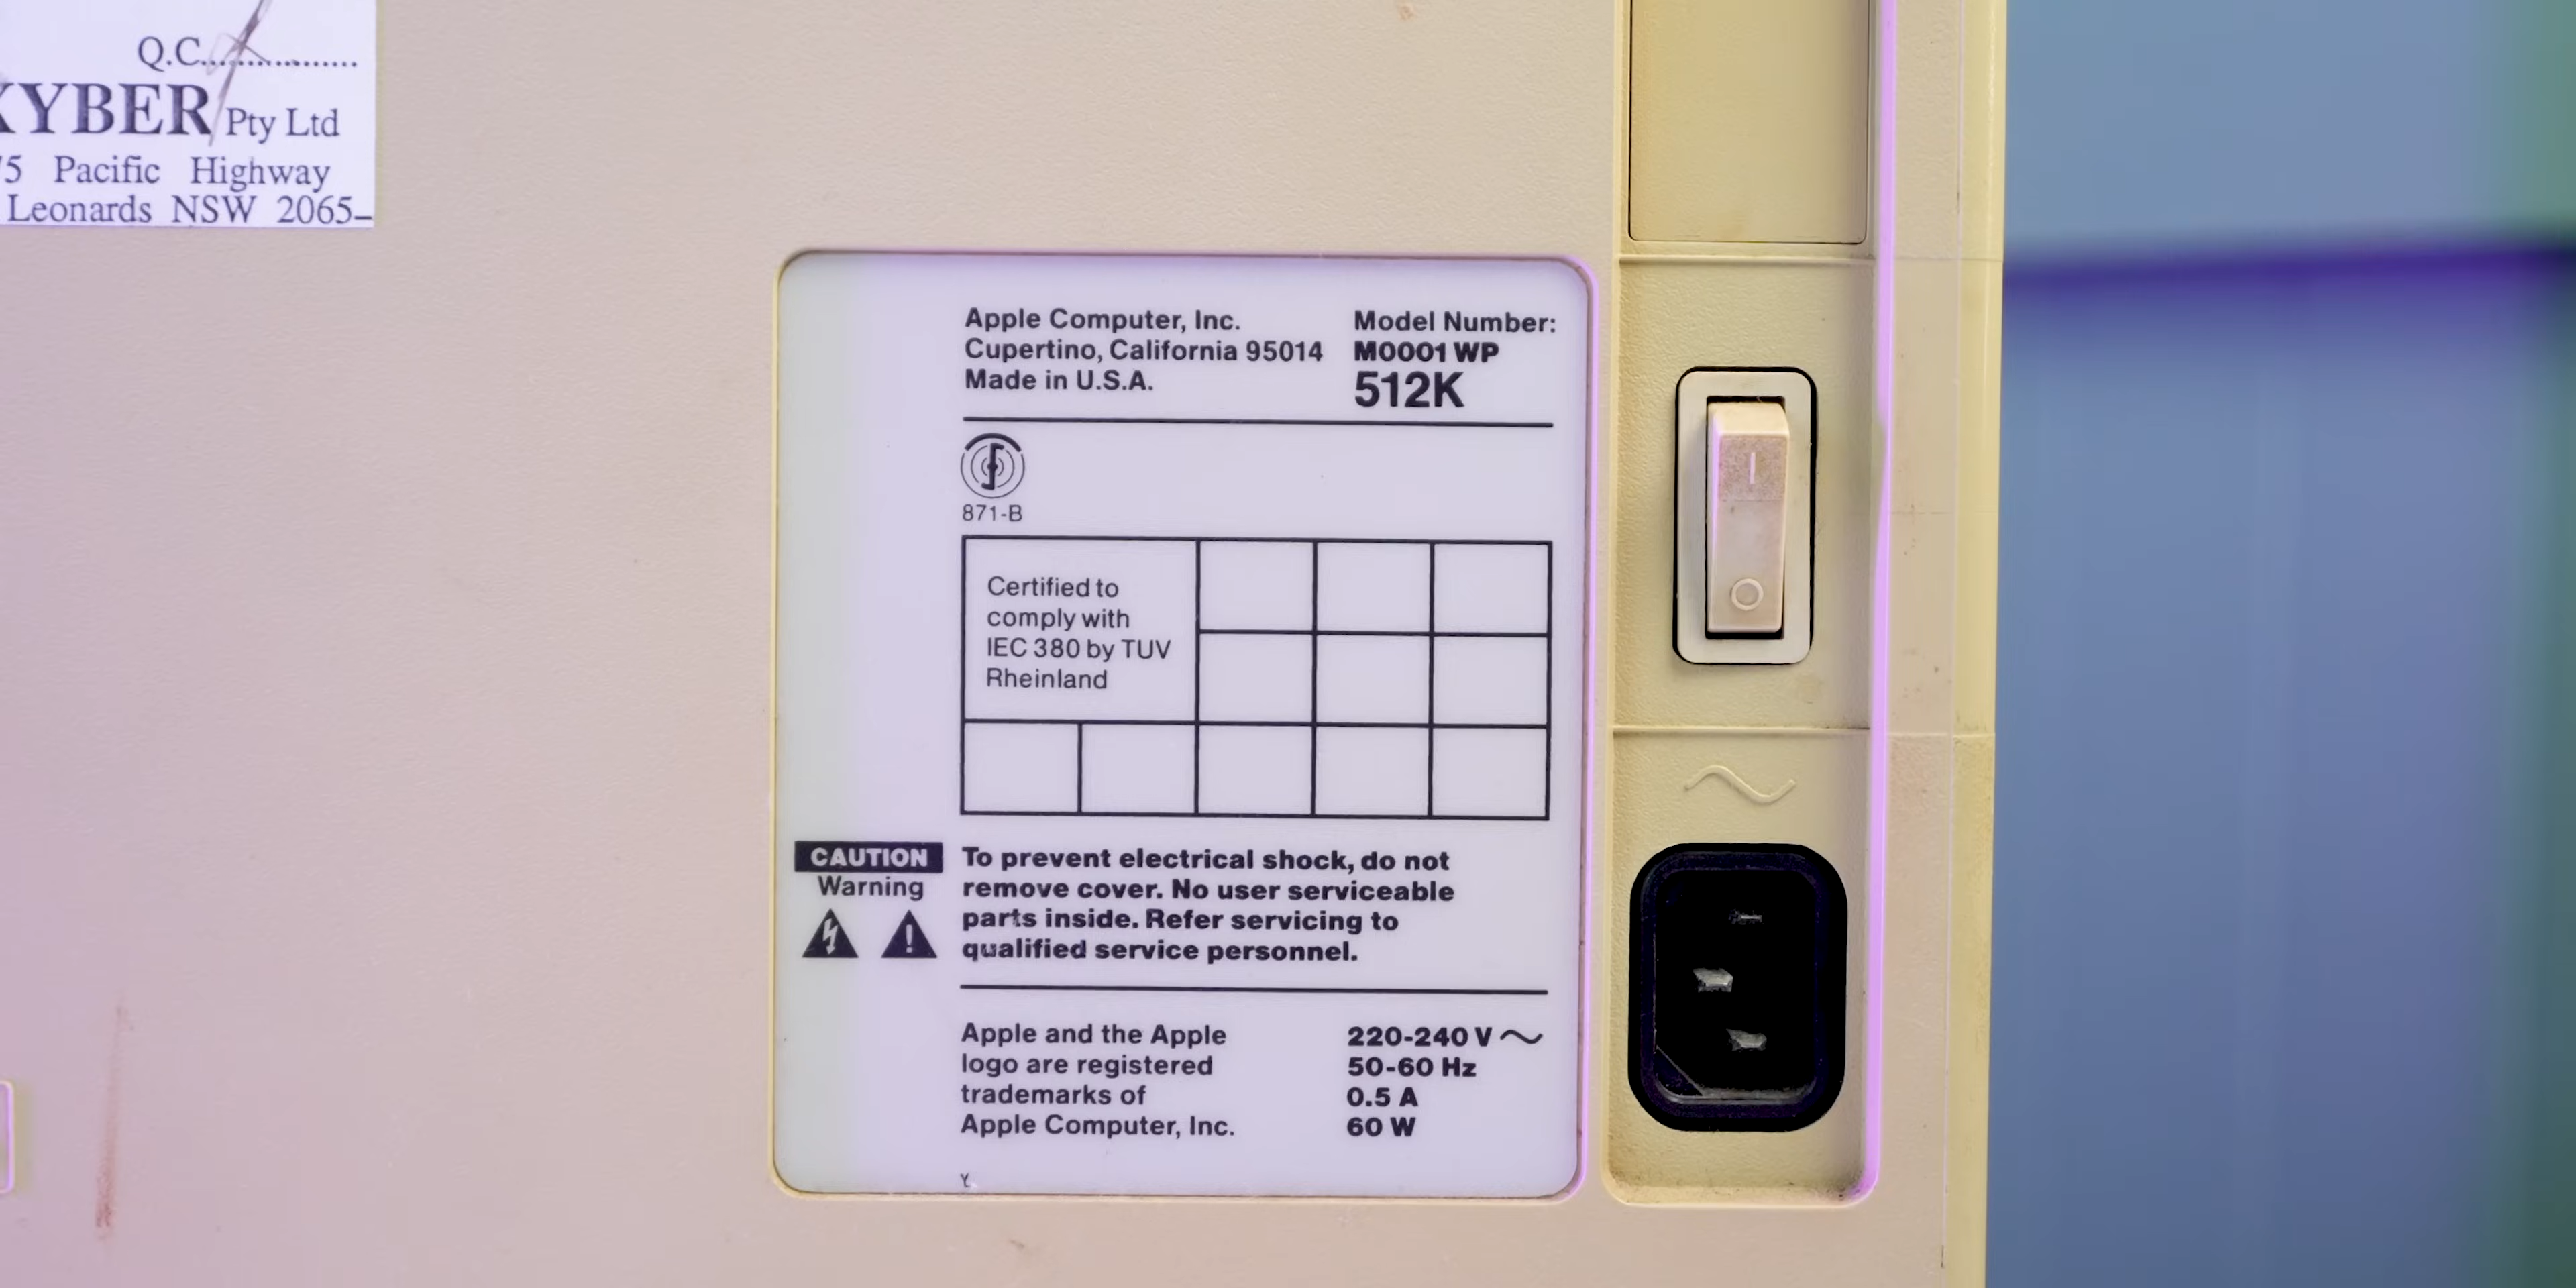 Q.C.................
XYBER Pty Ltd
5 Pacific Highway
Leonards NSW 2065
Apple Computer, Inc.
Cupertino, California 95014
Made in U.S.A.
Model Number:
M0001 WP
512K
871-B
Certified to
comply with
IEC 380 by TUV
Rheinland
CAUTION
Warning
To prevent electrical shock, do not
remove cover. No user serviceable
parts inside. Refer servicing to
qualified service personnel.
Apple and the Apple
logo are registered
trademarks of
Apple Computer, Inc.
220-240 V ~
50-60 Hz
0.5 A
60 W
Y